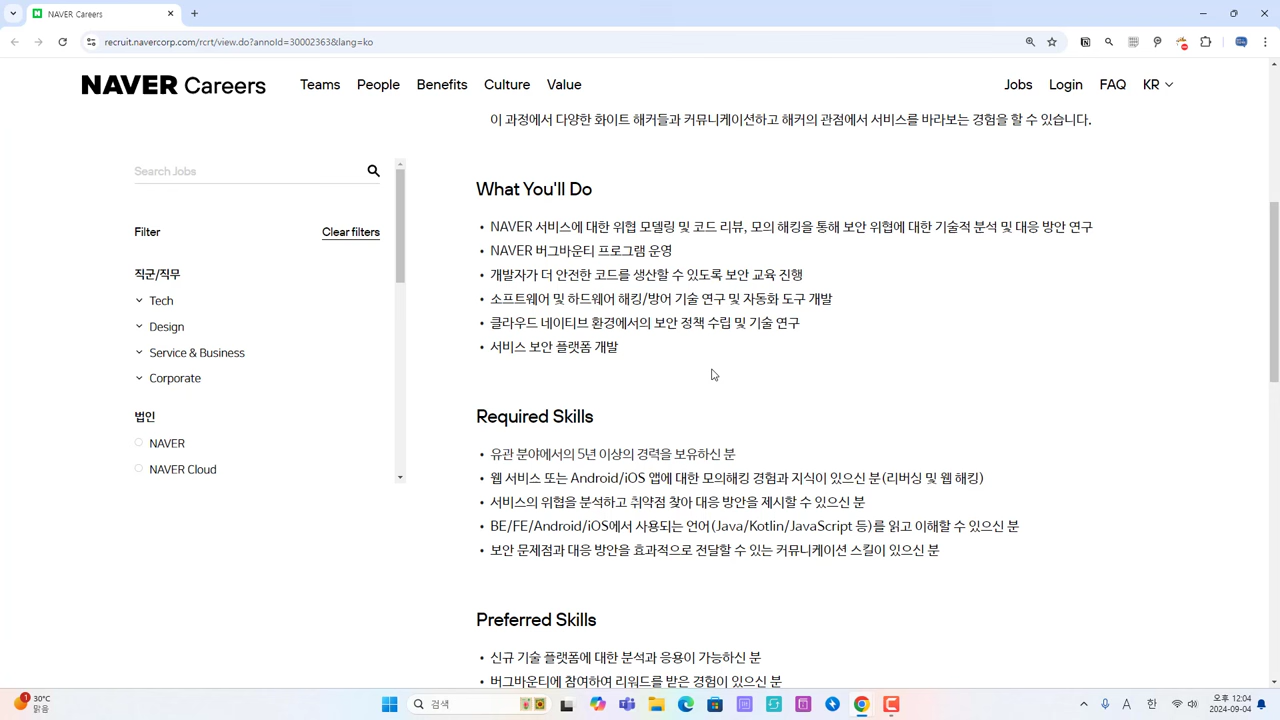 NAVER Careers
recruit.navercorp.com/rcrt/view.do?annoId=30002363&lang=ko
NAVER Careers
Teams
People
Benefits
Culture
Value
Jobs
Login
FAQ
KR
이 과정에서 다양한 화이트 해커들과 커뮤니케이션하고 해커의 관점에서 서비스를 바라보는 경험을 할 수 있습니다.
Search Jobs
Filter
Clear filters
직군/직무
Tech
Design
Service & Business
Corporate
법인
NAVER
NAVER Cloud
What You'll Do
• NAVER 서비스에 대한 위협 모델링 및 코드 리뷰, 모의 해킹을 통해 보안 위협에 대한 기술적 분석 및 대응 방안 연구
• NAVER 버그바운티 프로그램 운영
• 개발자가 더 안전한 코드를 생산할 수 있도록 보안 교육 진행
• 소프트웨어 및 하드웨어 해킹/방어 기술 연구 및 자동화 도구 개발
• 클라우드 네이티브 환경에서의 보안 정책 수립 및 기술 연구
• 서비스 보안 플랫폼 개발
Required Skills
• 유관 분야에서의 5년 이상의 경력을 보유하신 분
• 웹 서비스 또는 Android/iOS 앱에 대한 모의해킹 경험과 지식이 있으신 분(리버싱 및 웹 해킹)
• 서비스의 위협을 분석하고 취약점 찾아 대응 방안을 제시할 수 있으신 분
• BE/FE/Android/iOS에서 사용되는 언어(Java/Kotlin/JavaScript 등)를 읽고 이해할 수 있으신 분
• 보안 문제점과 대응 방안을 효과적으로 전달할 수 있는 커뮤니케이션 스킬이 있으신 분
Preferred Skills
• 신규 기술 플랫폼에 대한 분석과 응용이 가능하신 분
• 버그바운티에 참여하여 리워드를 받은 경험이 있으신 분
1
30℃
맑음
검색
A
한
오후 12:04
2024-09-04